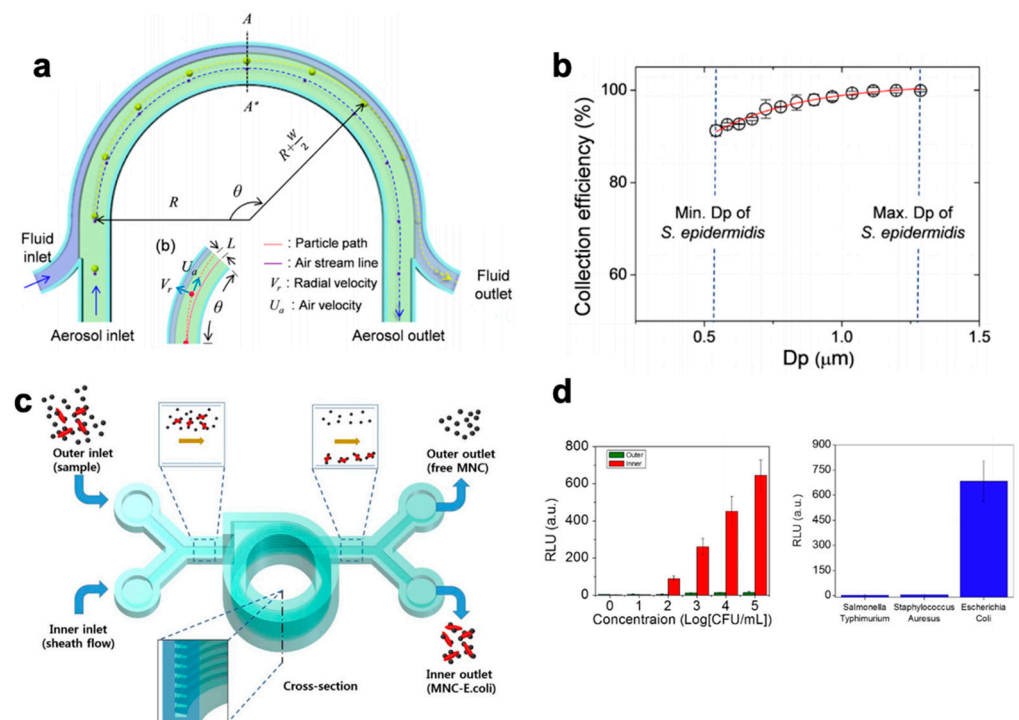 a
A
A*
R+w/2
θ
R
Fluid
inlet
Aerosol inlet
(b)
L
U_a
V_r
θ
: Particle path
: Air stream line
V_r : Radial velocity
U_a : Air velocity
Fluid
outlet
Aerosol outlet
b
Collection efficiency (%)
100
80
60
Min. Dp of
S. epidermidis
Max. Dp of
S. epidermidis
0.5
1.0
1.5
Dp (μm)
c
Outer inlet
(sample)
Outer outlet
(free MNC)
Inner inlet
(sheath flow)
Inner outlet
(MNC-E.coli)
Cross-section
d
RLU (a.u.)
800
600
400
200
0
Outer
Inner
0 1 2 3 4 5
Concentraion (Log[CFU/mL])
RLU (a.u.)
900
750
600
450
300
150
0
Salmonella
Typhimurium
Staphylococcus
Auresus
Escherichia
Coli